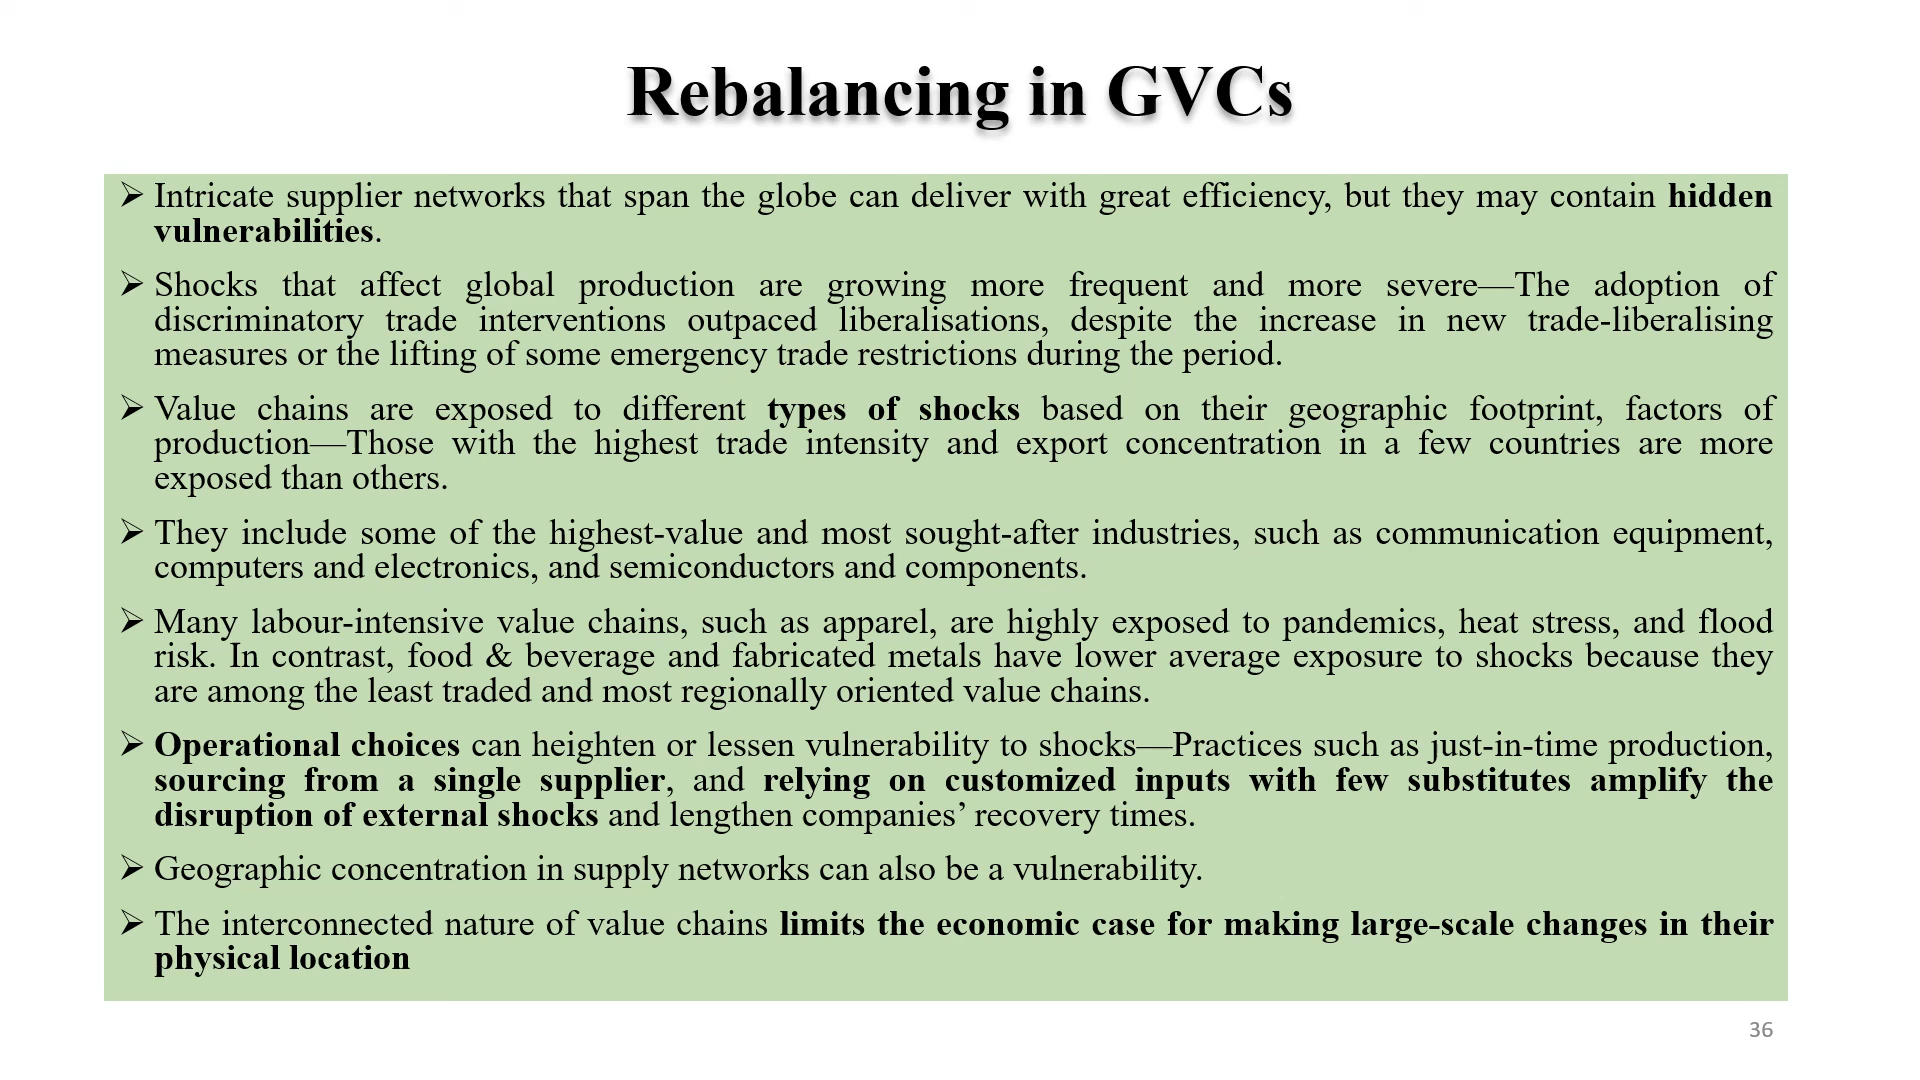 Rebalancing in GVCs
➢ Intricate supplier networks that span the globe can deliver with great efficiency, but they may contain hidden
vulnerabilities.
➢ Shocks that affect global production are growing more frequent and more severe—The adoption of
discriminatory trade interventions outpaced liberalisations, despite the increase in new trade-liberalising
measures or the lifting of some emergency trade restrictions during the period.
➢ Value chains are exposed to different types of shocks based on their geographic footprint, factors of
production—Those with the highest trade intensity and export concentration in a few countries are more
exposed than others.
➢ They include some of the highest-value and most sought-after industries, such as communication equipment,
computers and electronics, and semiconductors and components.
➢ Many labour-intensive value chains, such as apparel, are highly exposed to pandemics, heat stress, and flood
risk. In contrast, food & beverage and fabricated metals have lower average exposure to shocks because they
are among the least traded and most regionally oriented value chains.
➢ Operational choices can heighten or lessen vulnerability to shocks—Practices such as just-in-time production,
sourcing from a single supplier, and relying on customized inputs with few substitutes amplify the
disruption of external shocks and lengthen companies’ recovery times.
➢ Geographic concentration in supply networks can also be a vulnerability.
➢ The interconnected nature of value chains limits the economic case for making large-scale changes in their
physical location
36